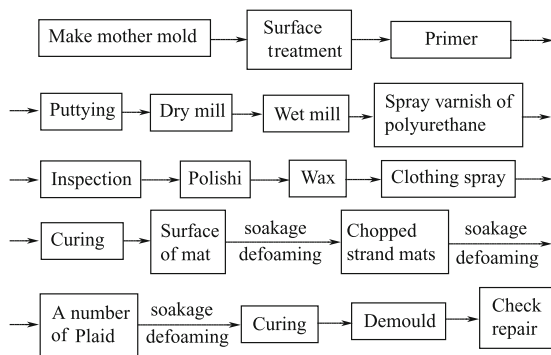 Make mother mold
Surface
treatment
Primer
Puttying
Dry mill
Wet mill
Spray varnish of
polyurethane
Inspection
Polishi
Wax
Clothing spray
Curing
Surface
of mat
soakage
defoaming
Chopped
strand mats
soakage
defoaming
A number
of Plaid
soakage
defoaming
Curing
Demould
Check
repair